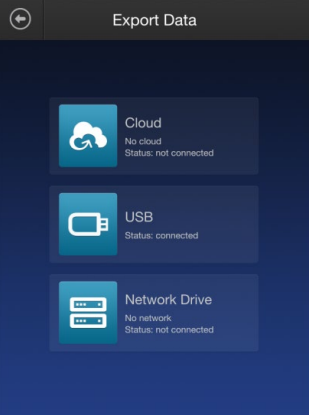 Export Data
Cloud
No cloud
Status: not connected
USB
Status: connected
Network Drive
No network
Status: not connected